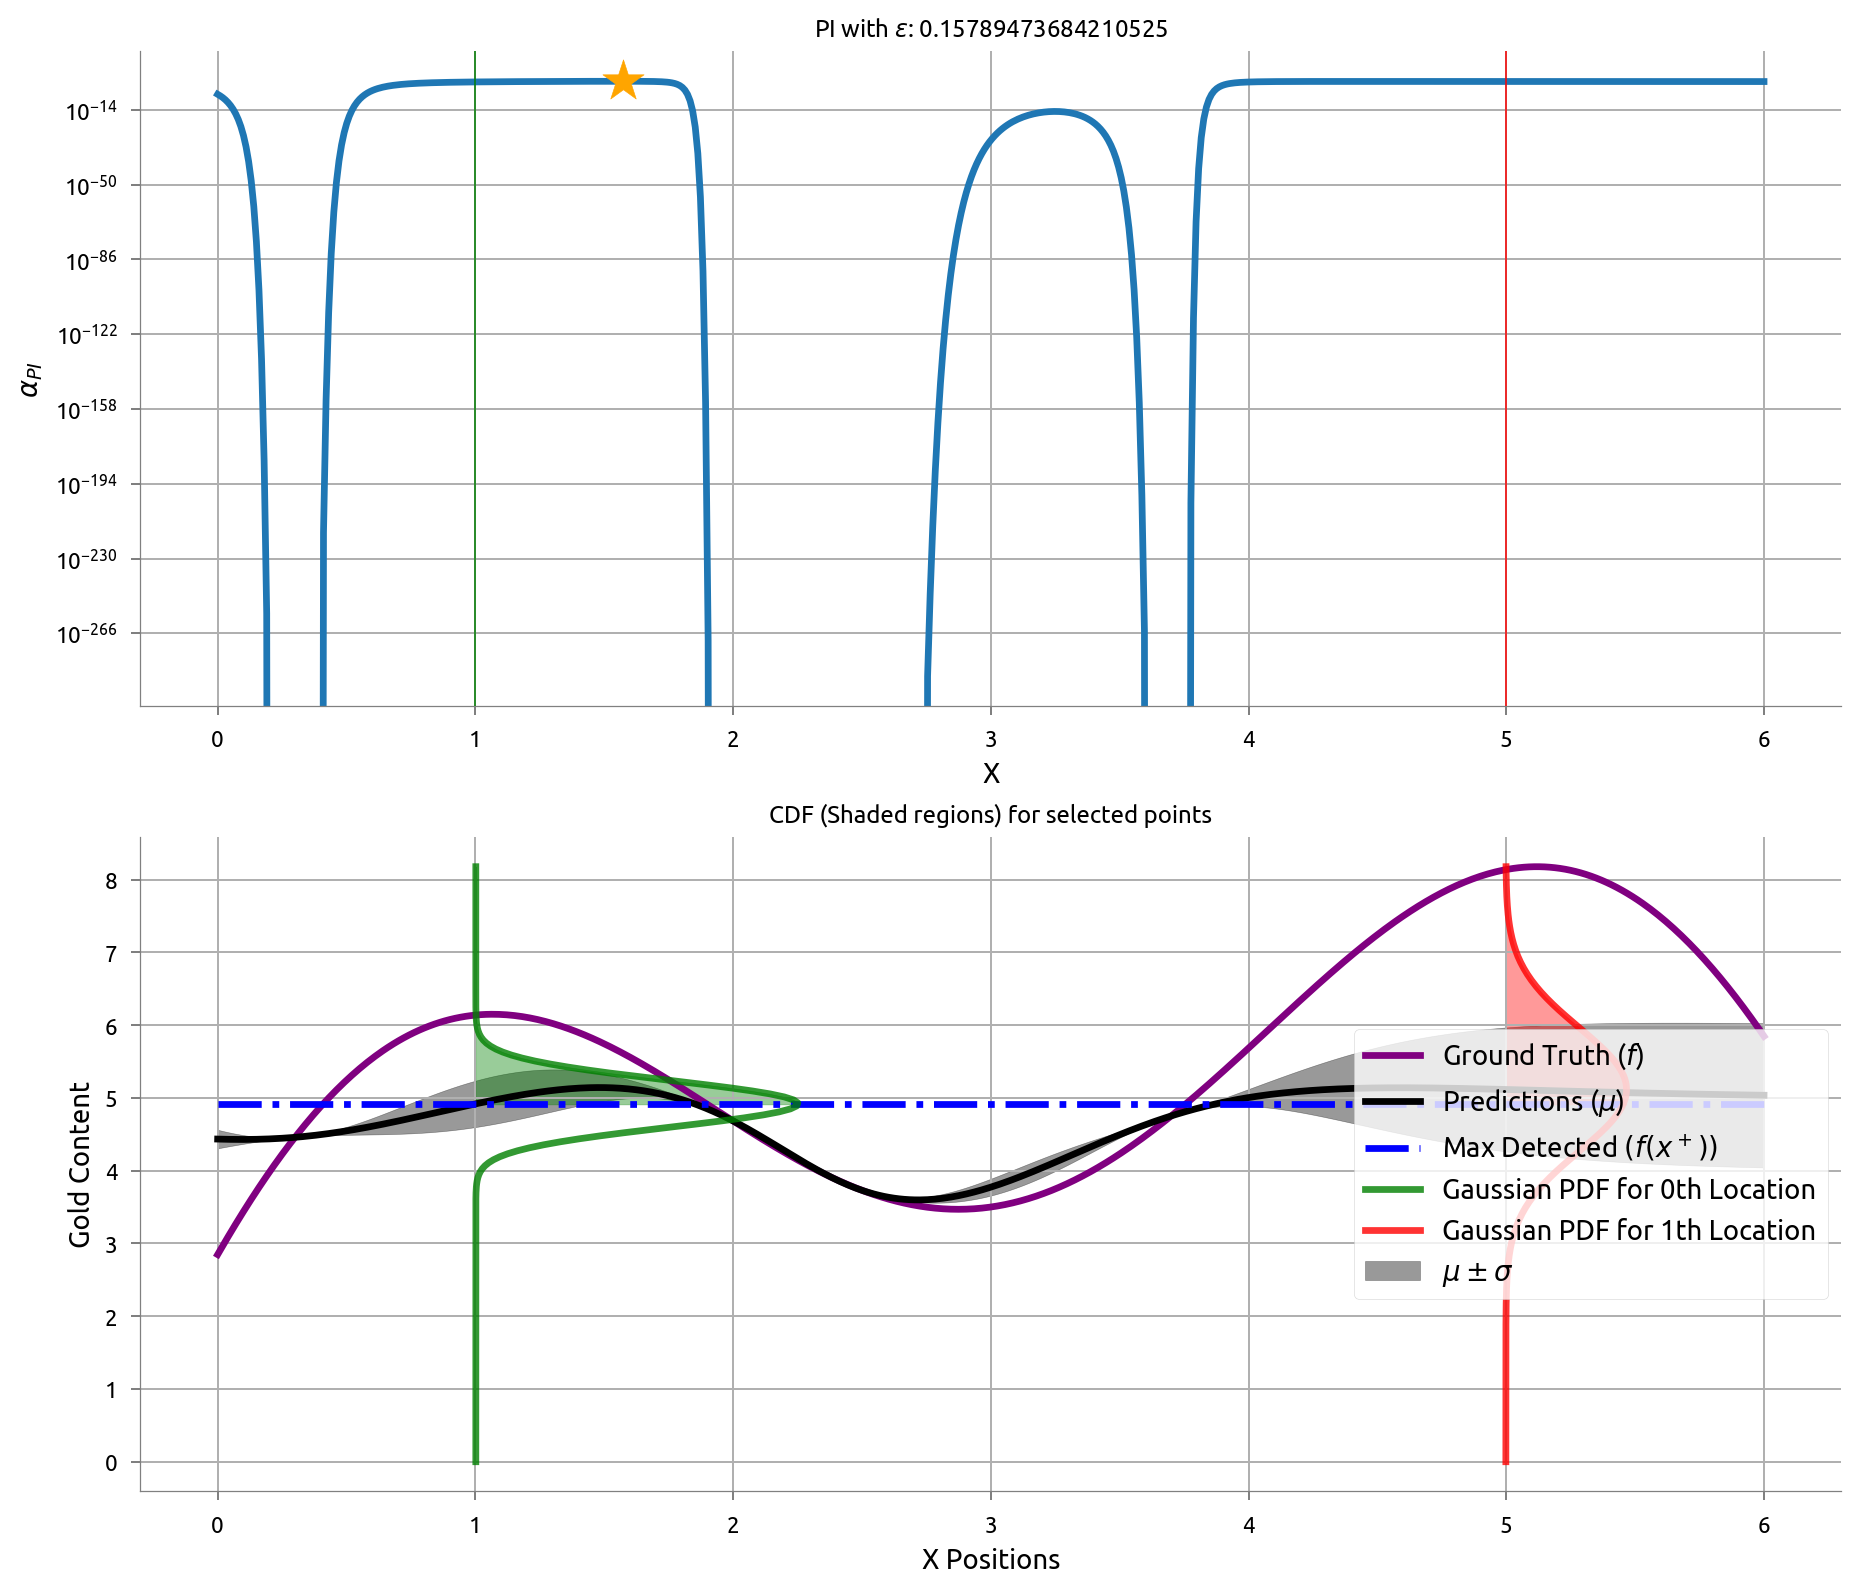 PI with ε: 0.15789473684210525
10⁻¹⁴
10⁻⁵⁰
10⁻⁸⁶
10⁻¹²²
10⁻¹⁵⁸
10⁻¹⁹⁴
10⁻²³⁰
10⁻²⁶⁶
α_PI
0 1 2 3 4 5 6
X
CDF (Shaded regions) for selected points
8
7
6
5
4
3
2
1
0
Gold Content
Ground Truth (f)
Predictions (μ)
Max Detected (f(x⁺))
Gaussian PDF for 0th Location
Gaussian PDF for 1th Location
μ ± σ
0 1 2 3 4 5 6
X Positions